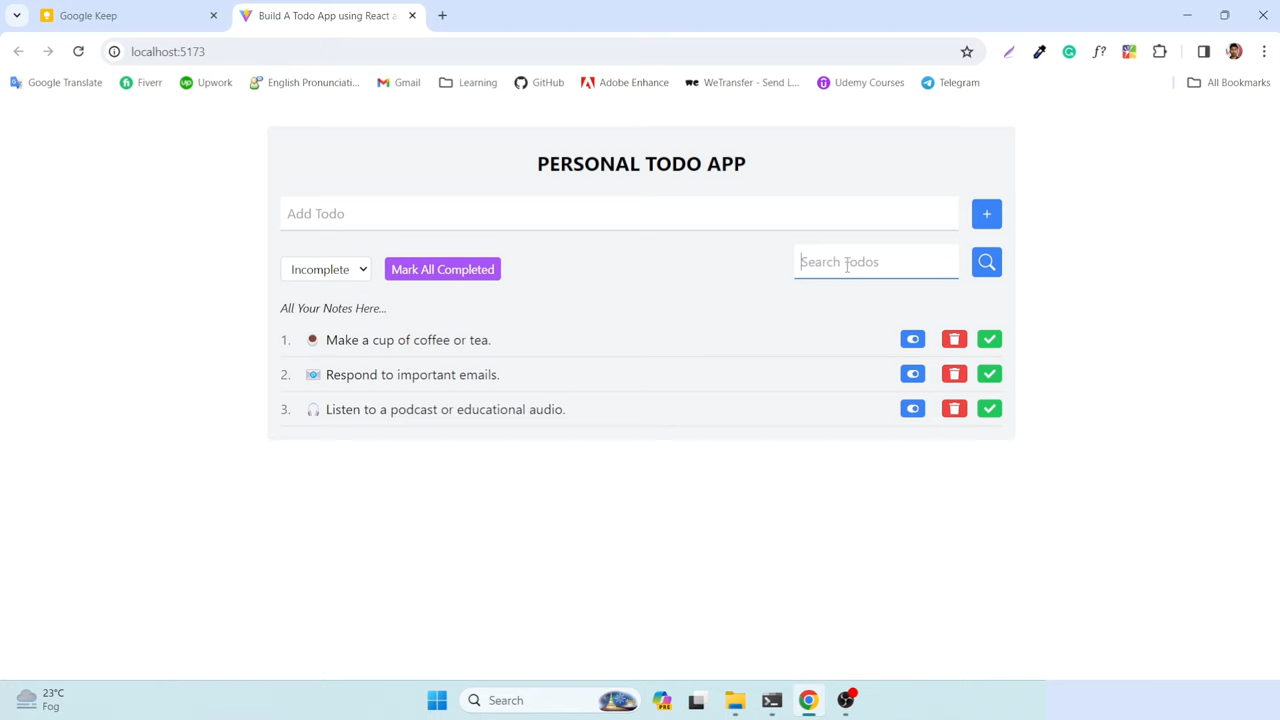 Google Keep
Build A Todo App using React a
localhost:5173
f?
Google Translate
Fiverr
Upwork
English Pronunciati...
Gmail
Learning
GitHub
Adobe Enhance
WeTransfer - Send L...
Udemy Courses
Telegram
All Bookmarks
PERSONAL TODO APP
Add Todo
+
Incomplete
Mark All Completed
Search Todos
All Your Notes Here...
1. Make a cup of coffee or tea.
2. Respond to important emails.
3. Listen to a podcast or educational audio.
23°C
Fog
Search
PRE